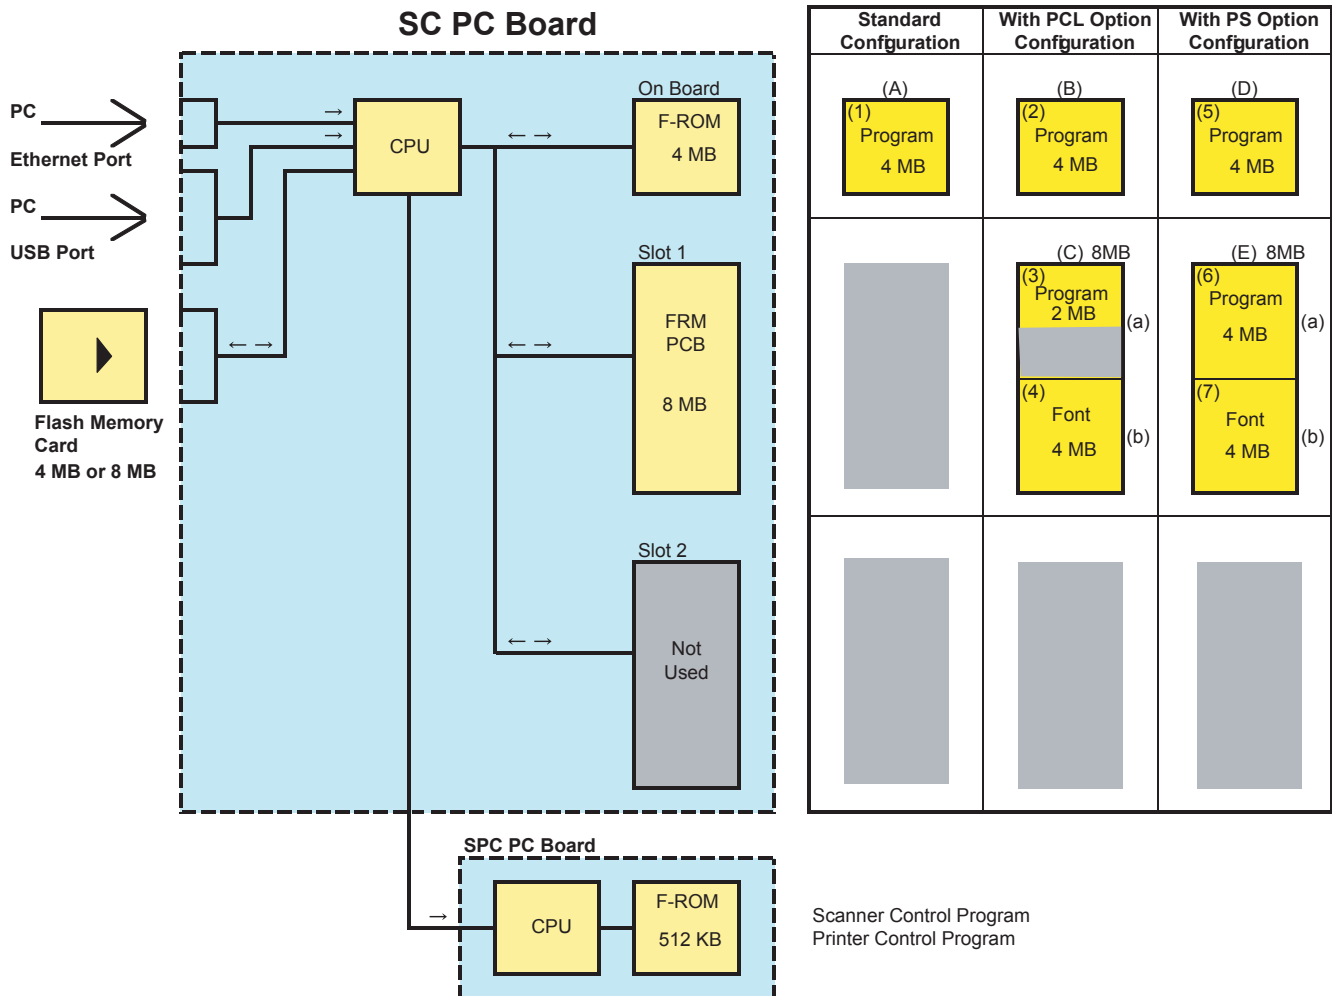 SC PC Board
PC
Ethernet Port
PC
USB Port
Flash Memory
Card
4 MB or 8 MB
→
→
CPU
← →
← →
← →
← →
On Board
F-ROM
4 MB
Slot 1
FRM
PCB
8 MB
Slot 2
Not
Used
SPC PC Board
→
CPU
F-ROM
512 KB
Standard
Configuration
With PCL Option
Configuration
With PS Option
Configuration
(A)
(1)
Program
4 MB
(B)
(2)
Program
4 MB
(D)
(5)
Program
4 MB
(C) 8MB
(3)
Program
2 MB
(a)
(4)
Font
4 MB
(b)
(E) 8MB
(6)
Program
4 MB
(a)
(7)
Font
4 MB
(b)
Scanner Control Program
Printer Control Program